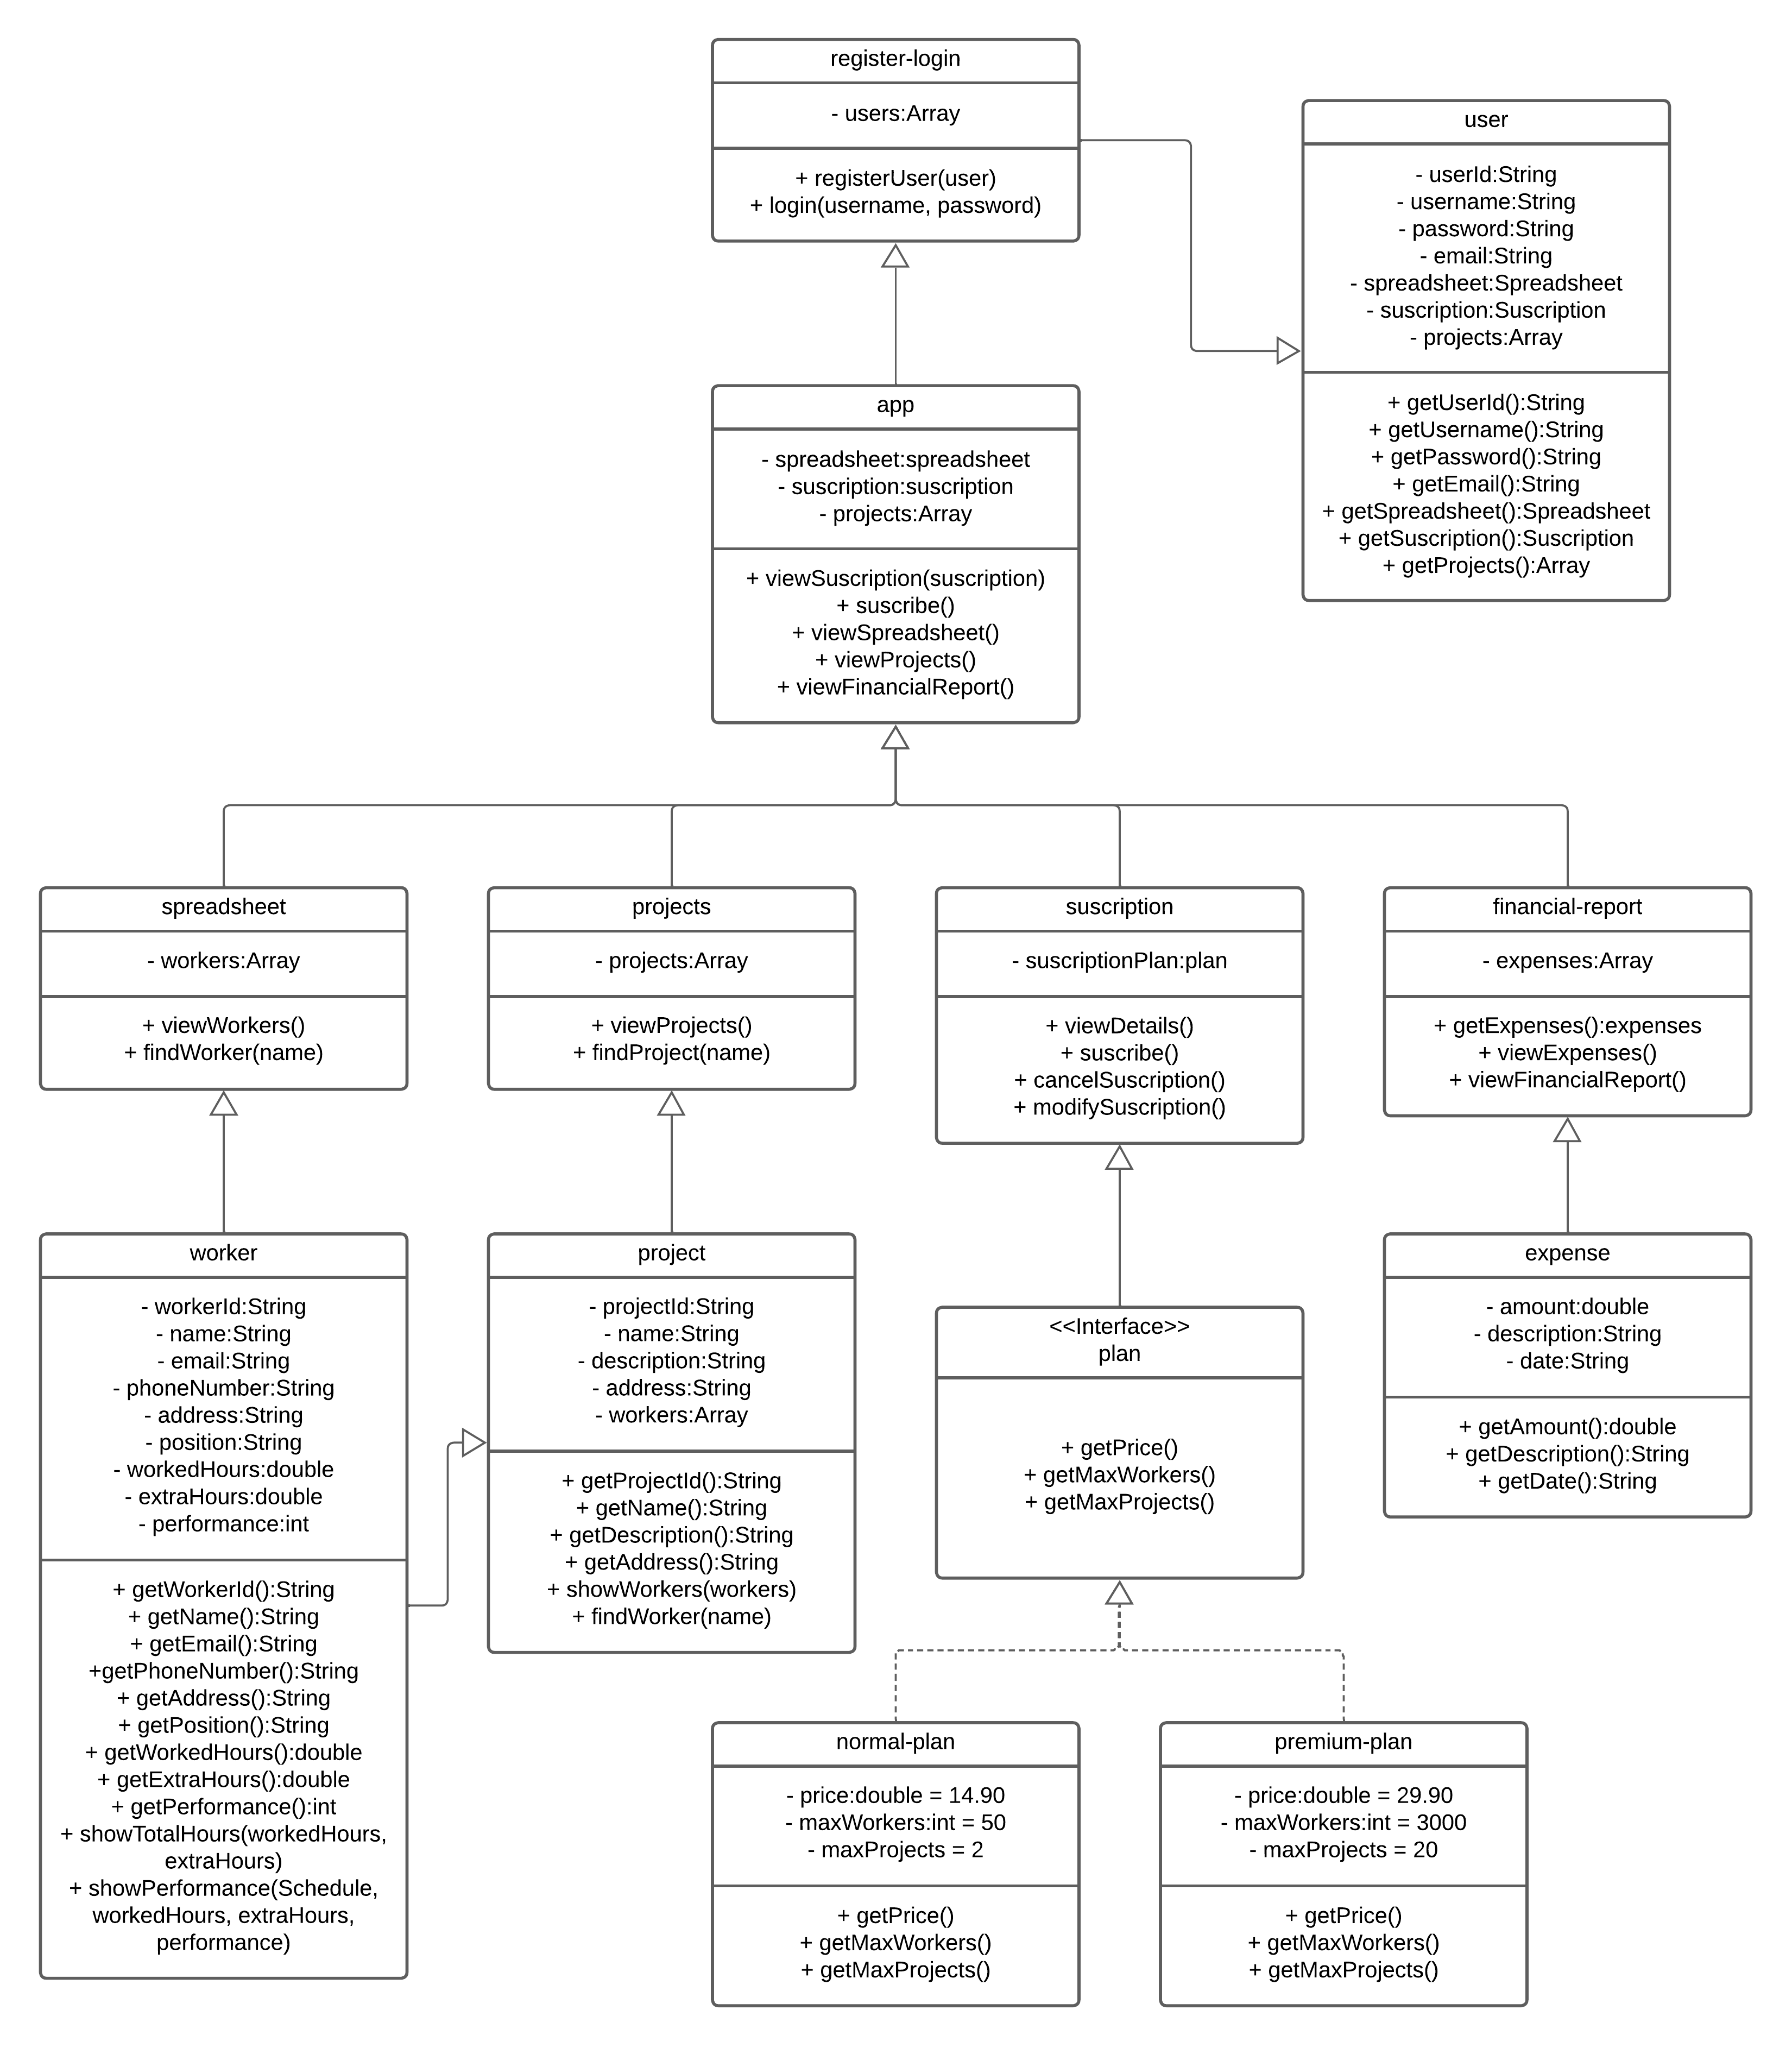 register-login
- users:Array
+ registerUser(user)
+ login(username, password)
user
- userId:String
- username:String
- password:String
- email:String
- spreadsheet:Spreadsheet
- suscription:Suscription
- projects:Array
+ getUserId():String
+ getUsername():String
+ getPassword():String
+ getEmail():String
+ getSpreadsheet():Spreadsheet
+ getSuscription():Suscription
+ getProjects():Array
app
- spreadsheet:spreadsheet
- suscription:suscription
- projects:Array
+ viewSuscription(suscription)
+ suscribe()
+ viewSpreadsheet()
+ viewProjects()
+ viewFinancialReport()
spreadsheet
- workers:Array
+ viewWorkers()
+ findWorker(name)
projects
- projects:Array
+ viewProjects()
+ findProject(name)
suscription
- suscriptionPlan:plan
+ viewDetails()
+ suscribe()
+ cancelSuscription()
+ modifySuscription()
financial-report
- expenses:Array
+ getExpenses():expenses
+ viewExpenses()
+ viewFinancialReport()
worker
- workerId:String
- name:String
- email:String
- phoneNumber:String
- address:String
- position:String
- workedHours:double
- extraHours:double
- performance:int
+ getWorkerId():String
+ getName():String
+ getEmail():String
+getPhoneNumber():String
+ getAddress():String
+ getPosition():String
+ getWorkedHours():double
+ getExtraHours():double
+ getPerformance():int
+ showTotalHours(workedHours,
extraHours)
+ showPerformance(Schedule,
workedHours, extraHours,
performance)
project
- projectId:String
- name:String
- description:String
- address:String
- workers:Array
+ getProjectId():String
+ getName():String
+ getDescription():String
+ getAddress():String
+ showWorkers(workers)
+ findWorker(name)
<<Interface>>
plan
+ getPrice()
+ getMaxWorkers()
+ getMaxProjects()
expense
- amount:double
- description:String
- date:String
+ getAmount():double
+ getDescription():String
+ getDate():String
normal-plan
- price:double = 14.90
- maxWorkers:int = 50
- maxProjects = 2
+ getPrice()
+ getMaxWorkers()
+ getMaxProjects()
premium-plan
- price:double = 29.90
- maxWorkers:int = 3000
- maxProjects = 20
+ getPrice()
+ getMaxWorkers()
+ getMaxProjects()